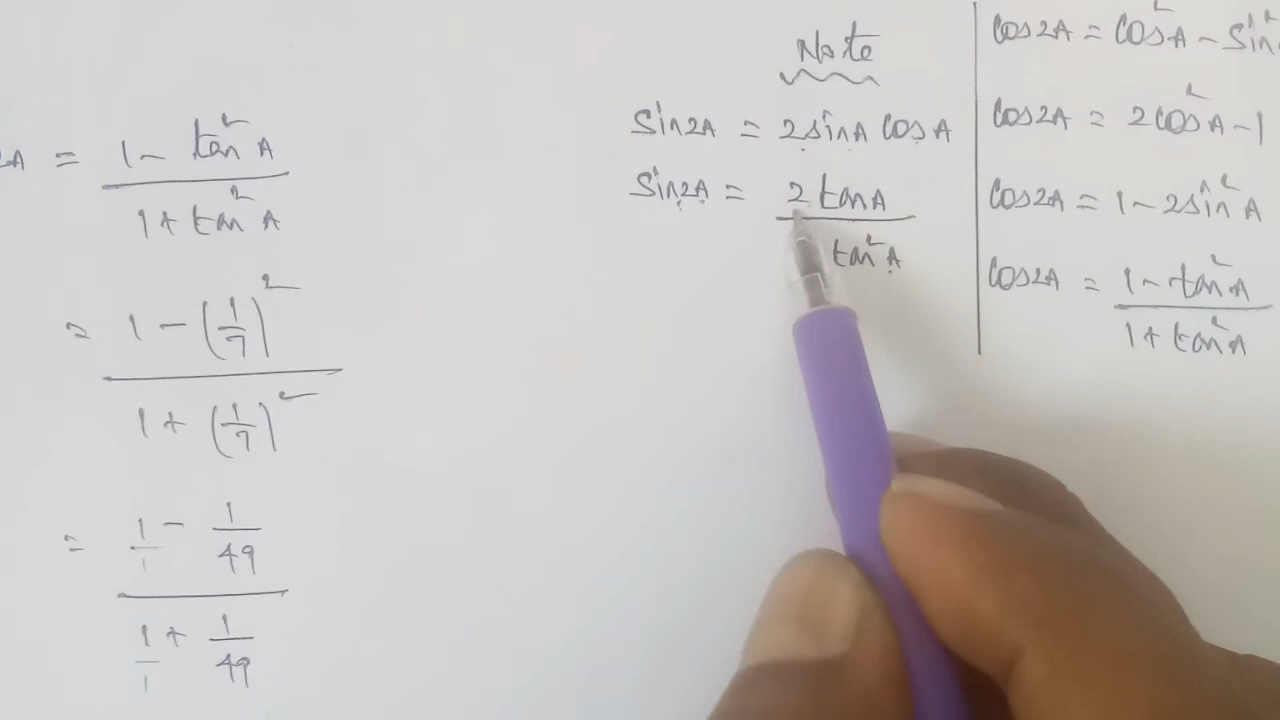 2A = 1 - tan²A / 1 + tan²A
= 1 - (1/7)² / 1 + (1/7)²
= 1/1 - 1/49 / 1/1 + 1/49
Note
Sin2A = 2sinA cosA
Sin2A = 2tanA / tan²A
Cos2A = Cos²A - Sin²
Cos2A = 2cos²A - 1
Cos2A = 1 - 2sin²A
Cos2A = 1 - tan²A / 1 + tan²A